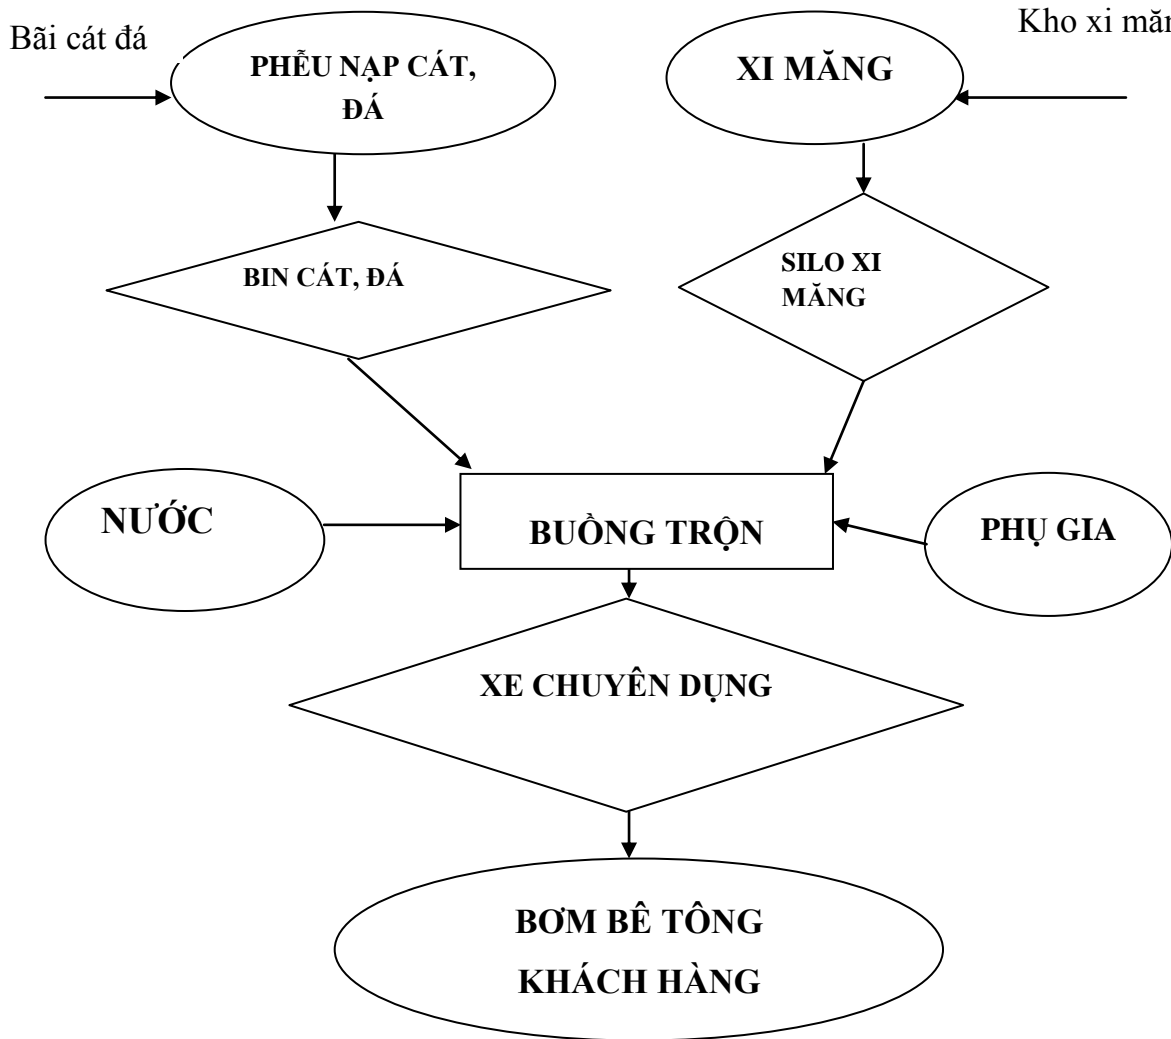 Bãi cát đá
Kho xi măn
PHỄU NẠP CÁT,
ĐÁ
XI MĂNG
BIN CÁT, ĐÁ
SILO XI
MĂNG
NƯỚC
BUỒNG TRỘN
PHỤ GIA
XE CHUYÊN DỤNG
BƠM BÊ TÔNG
KHÁCH HÀNG